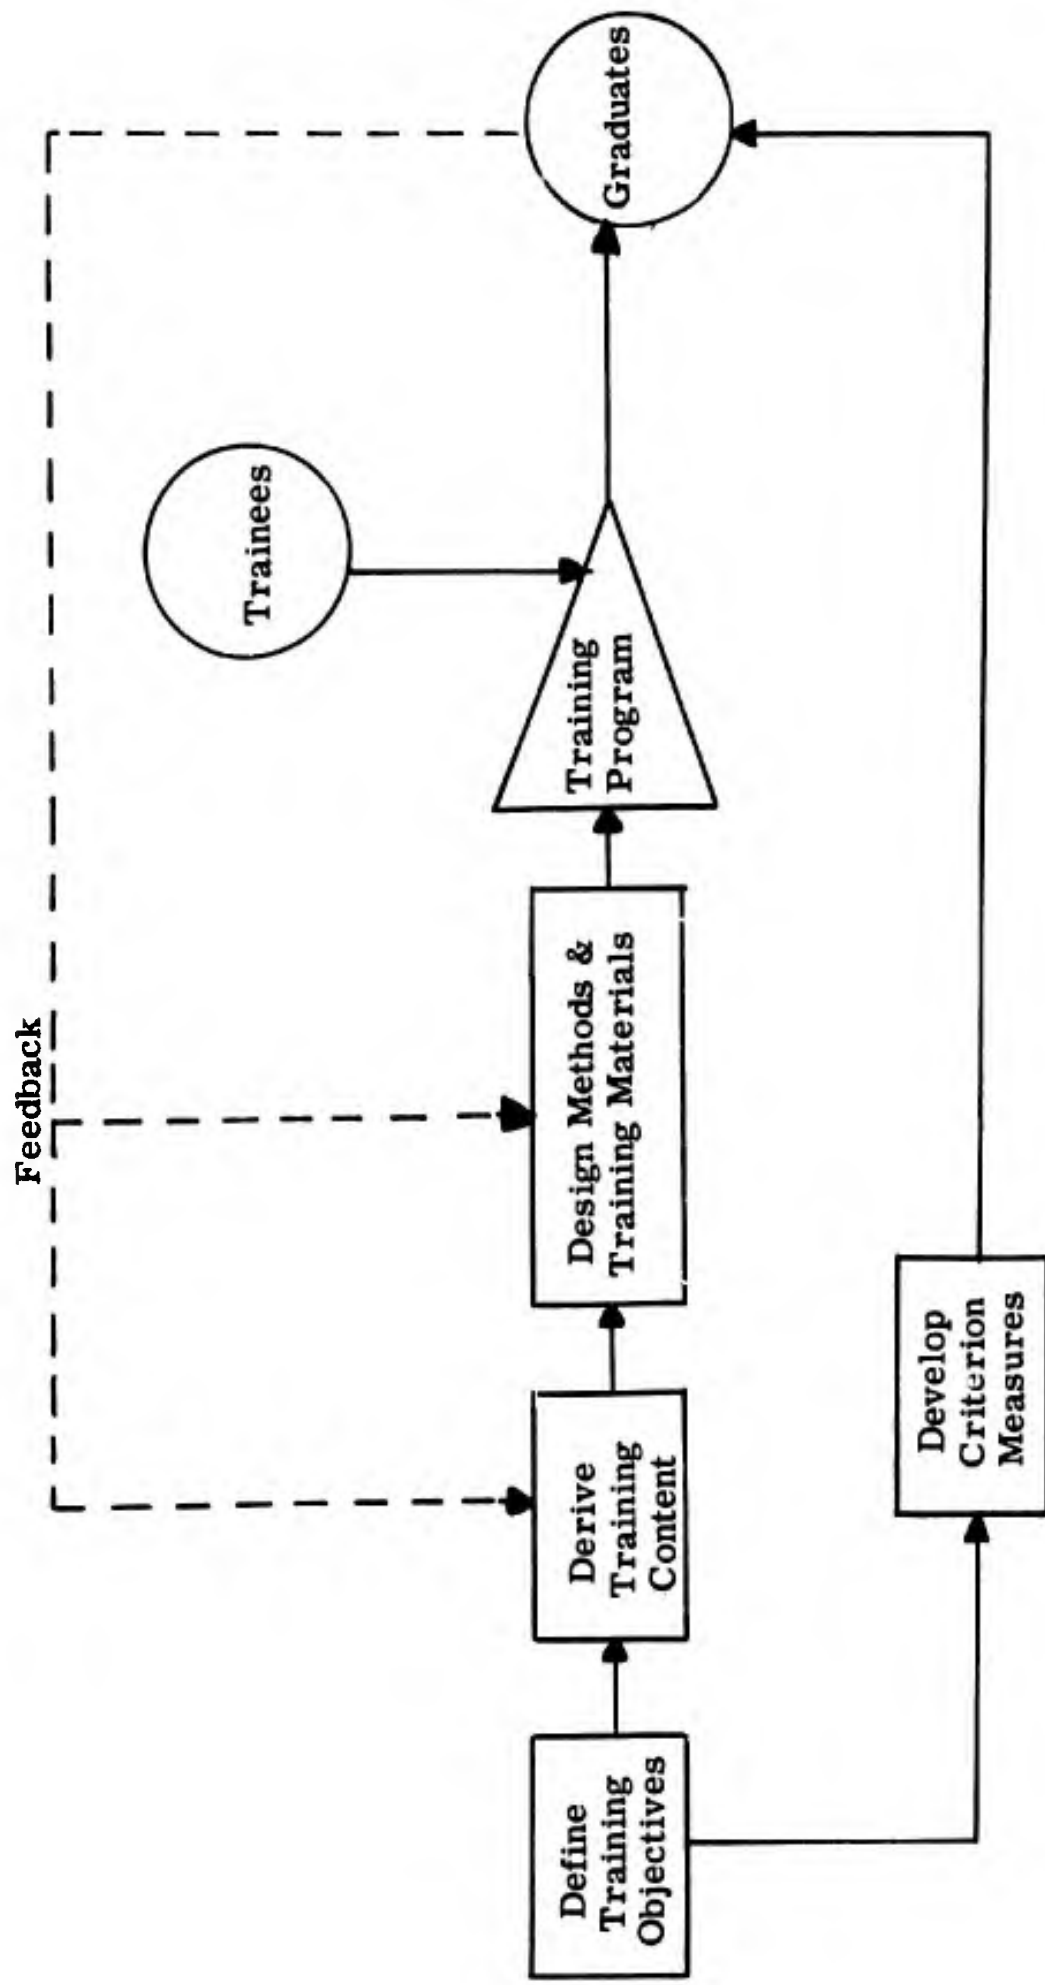 Feedback
Trainees
Define
Training
Objectives
Derive
Training
Content
Design Methods &
Training Materials
Training
Program
Graduates
Develop
Criterion
Measures